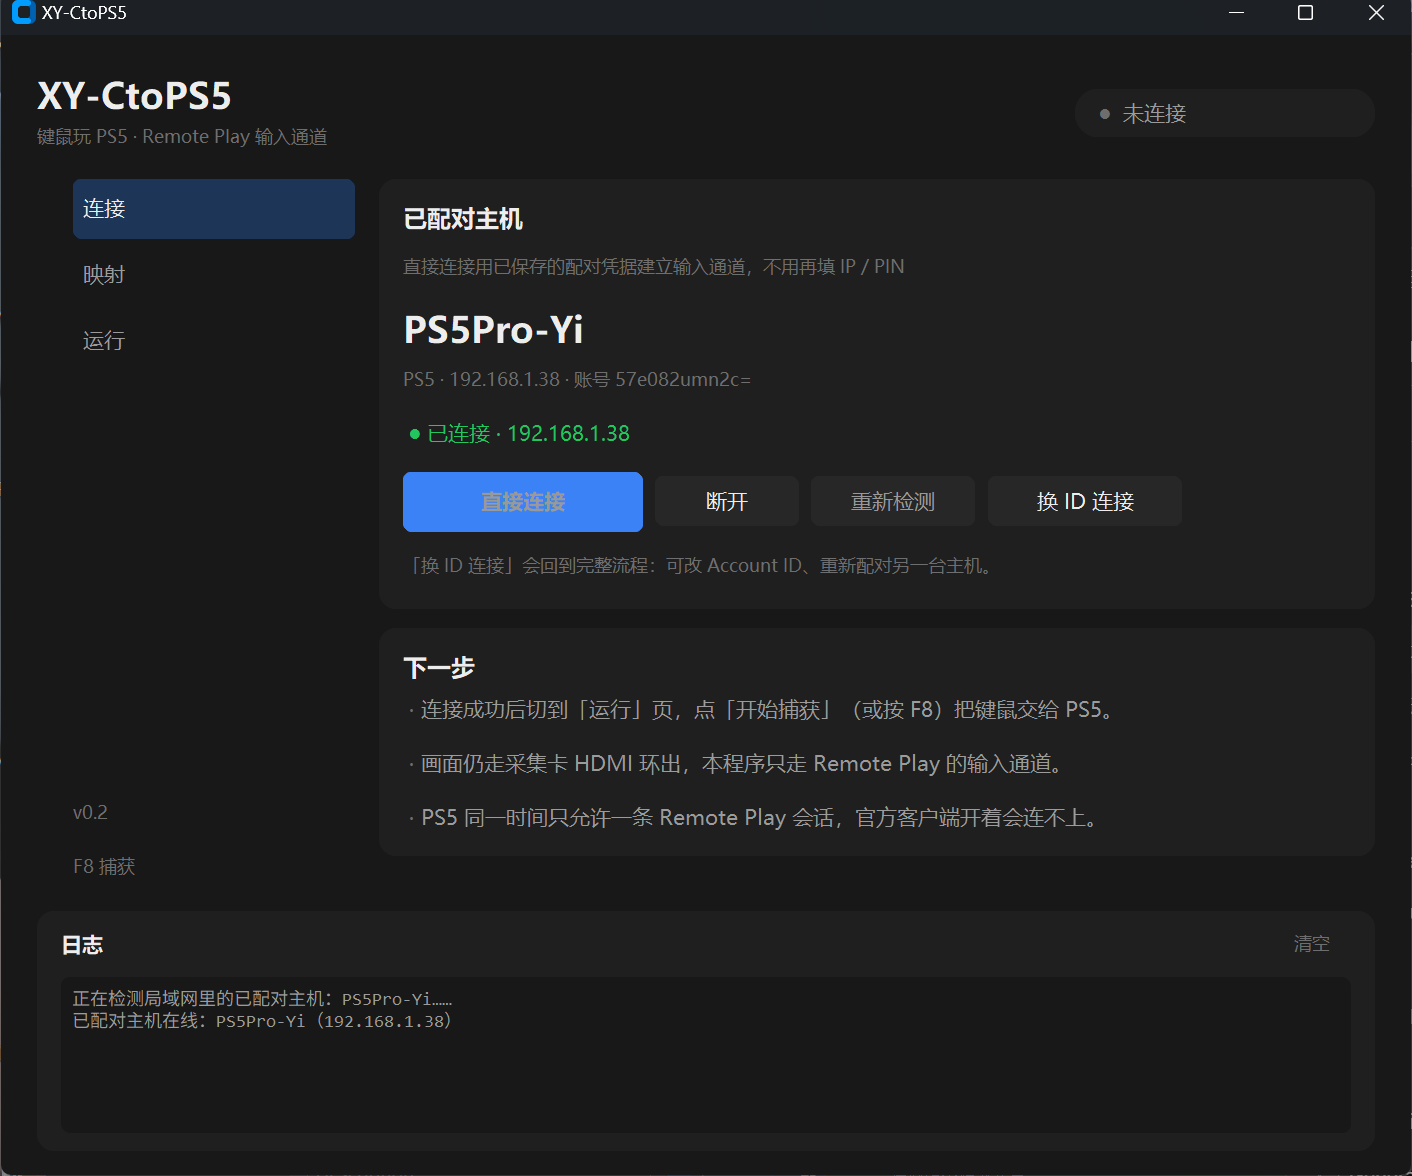 XY-CtoPS5
XY-CtoPS5
键鼠玩 PS5 · Remote Play 输入通道
● 未连接
连接
映射
运行
已配对主机
直接连接用已保存的配对凭据建立输入通道，不用再填 IP / PIN
PS5Pro-Yi
PS5 · 192.168.1.38 · 账号 57e082umn2c=
● 已连接 · 192.168.1.38
直接连接 断开 重新检测 换 ID 连接
「换 ID 连接」会回到完整流程：可改 Account ID、重新配对另一台主机。
下一步
· 连接成功后切到「运行」页，点「开始捕获」（或按 F8）把键鼠交给 PS5。
· 画面仍走采集卡 HDMI 环出，本程序只走 Remote Play 的输入通道。
· PS5 同一时间只允许一条 Remote Play 会话，官方客户端开着会连不上。
v0.2
F8 捕获
日志
清空
正在检测局域网里的已配对主机：PS5Pro-Yi……
已配对主机在线：PS5Pro-Yi（192.168.1.38）